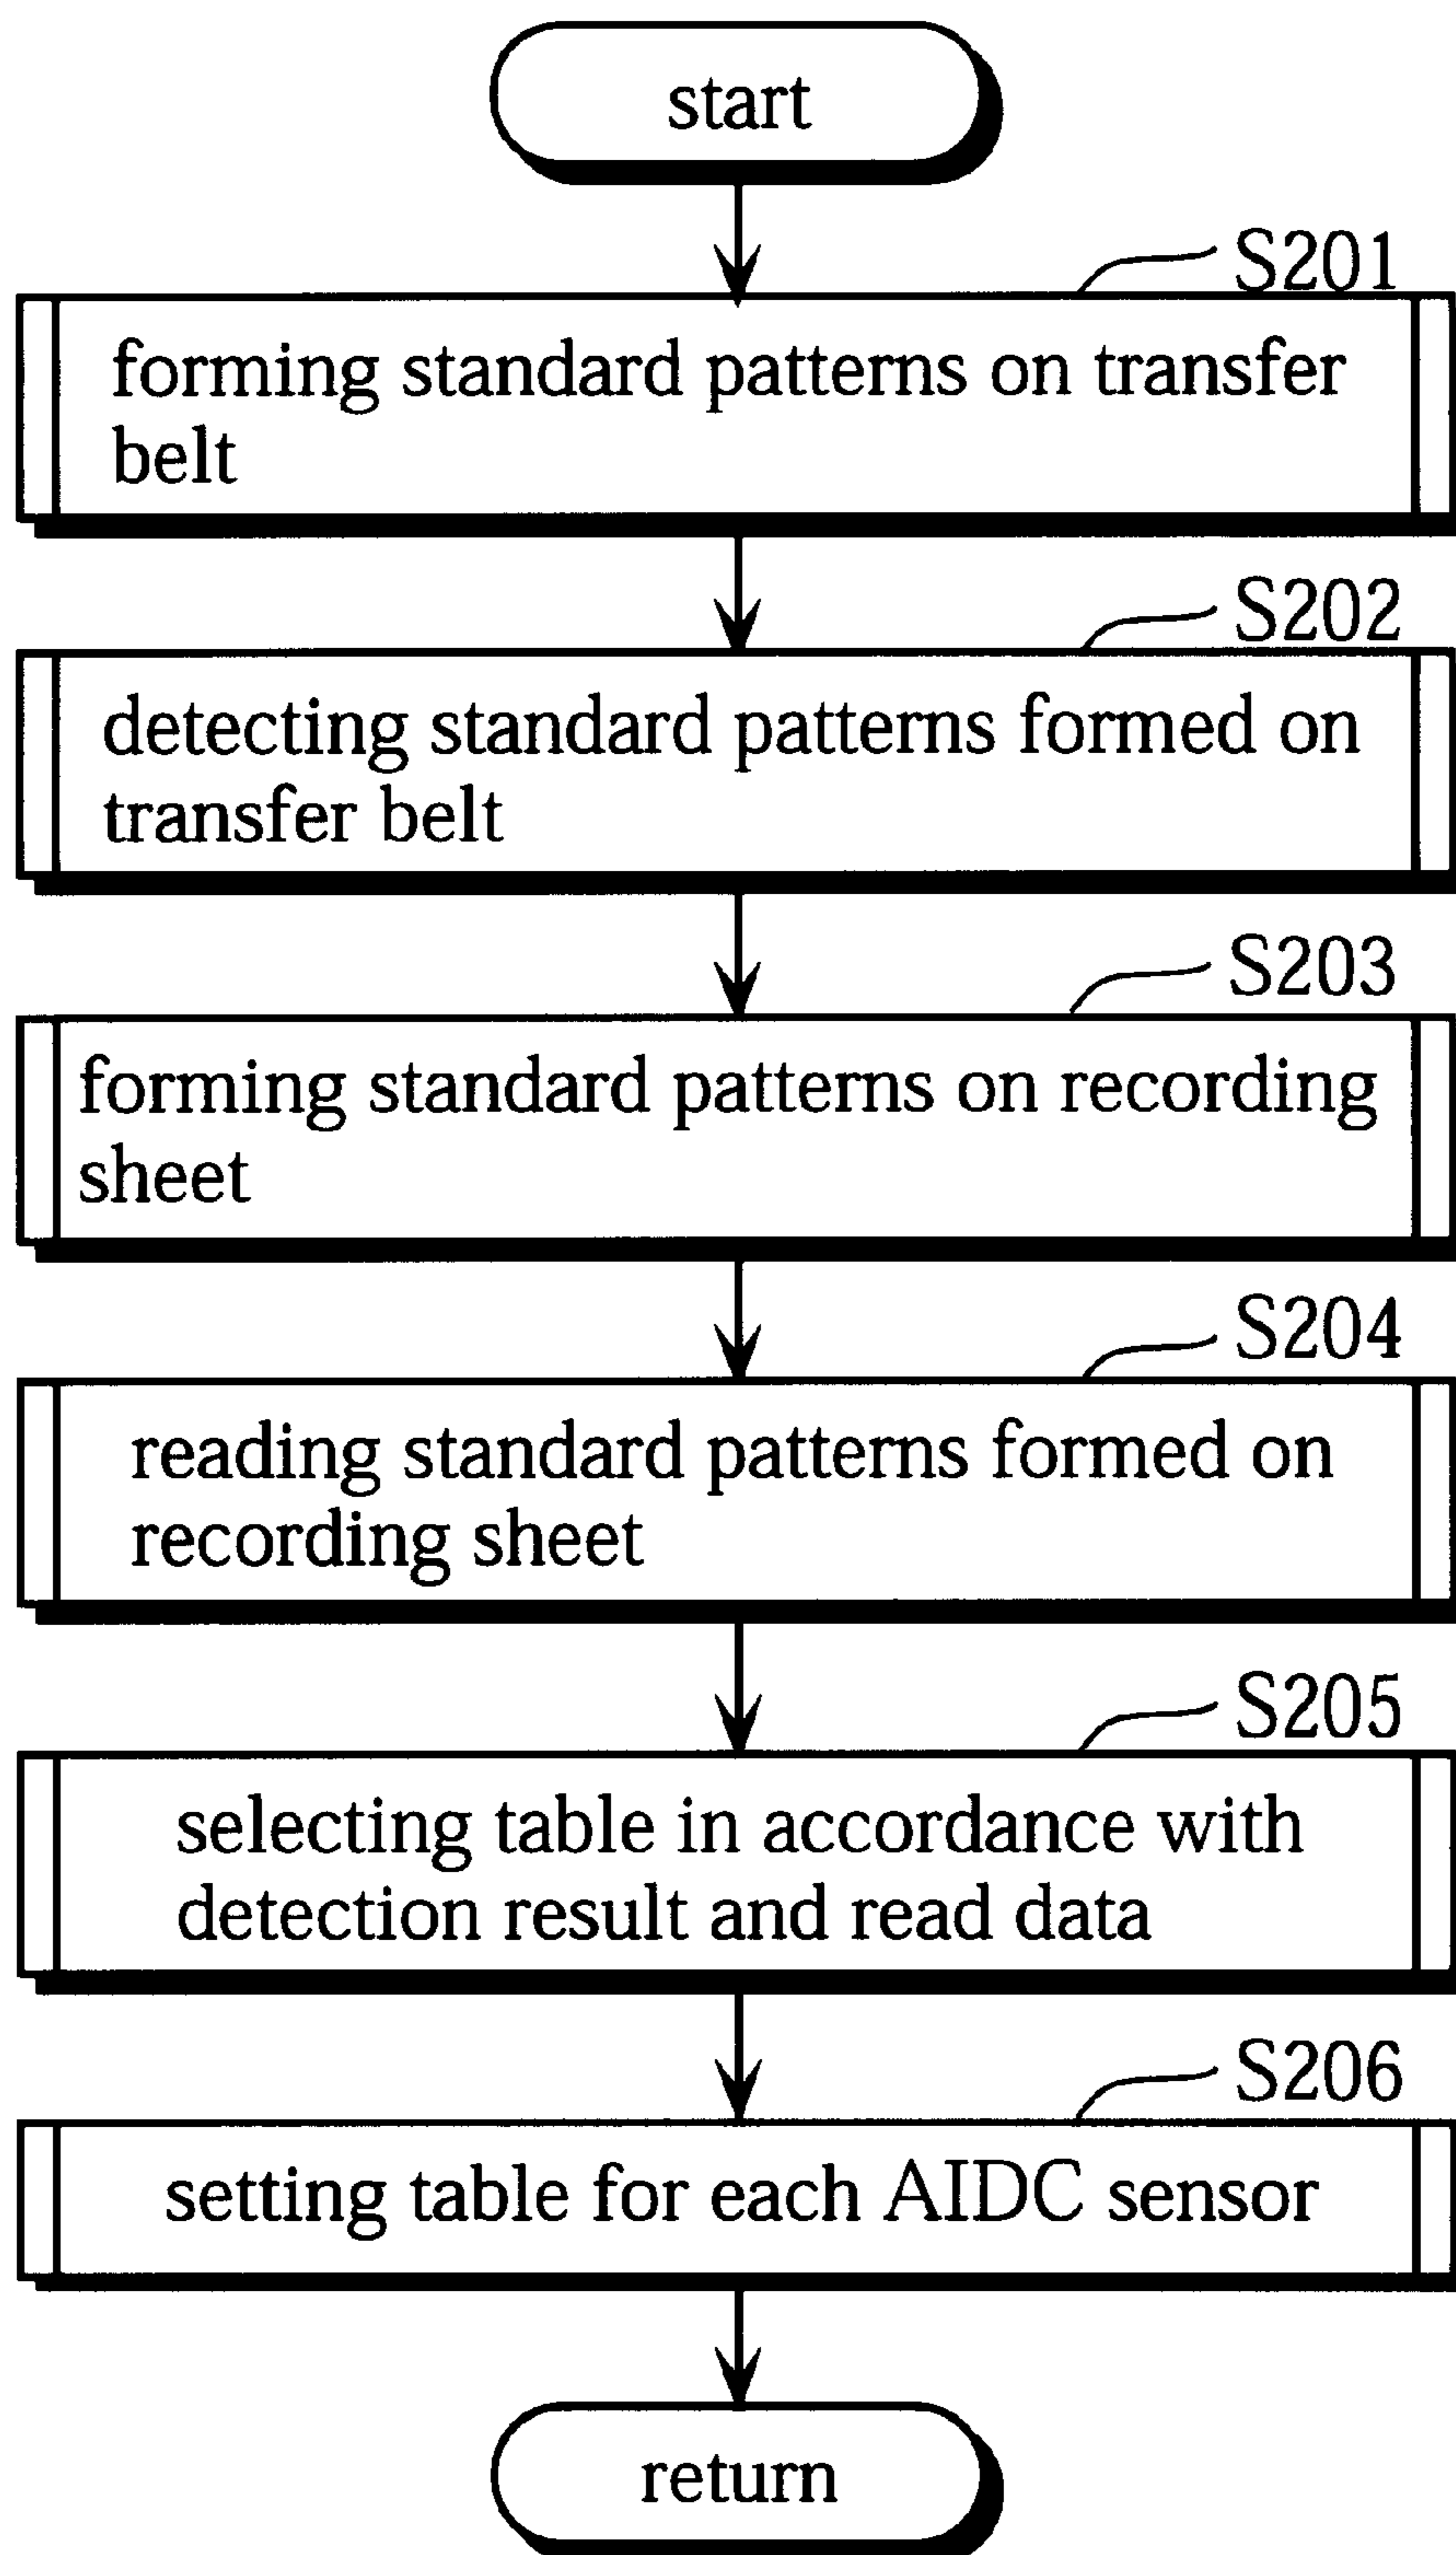 start
S201
forming standard patterns on transfer
belt
S202
detecting standard patterns formed on
transfer belt
S203
forming standard patterns on recording
sheet
S204
reading standard patterns formed on
recording sheet
S205
selecting table in accordance with
detection result and read data
S206
setting table for each AIDC sensor
return